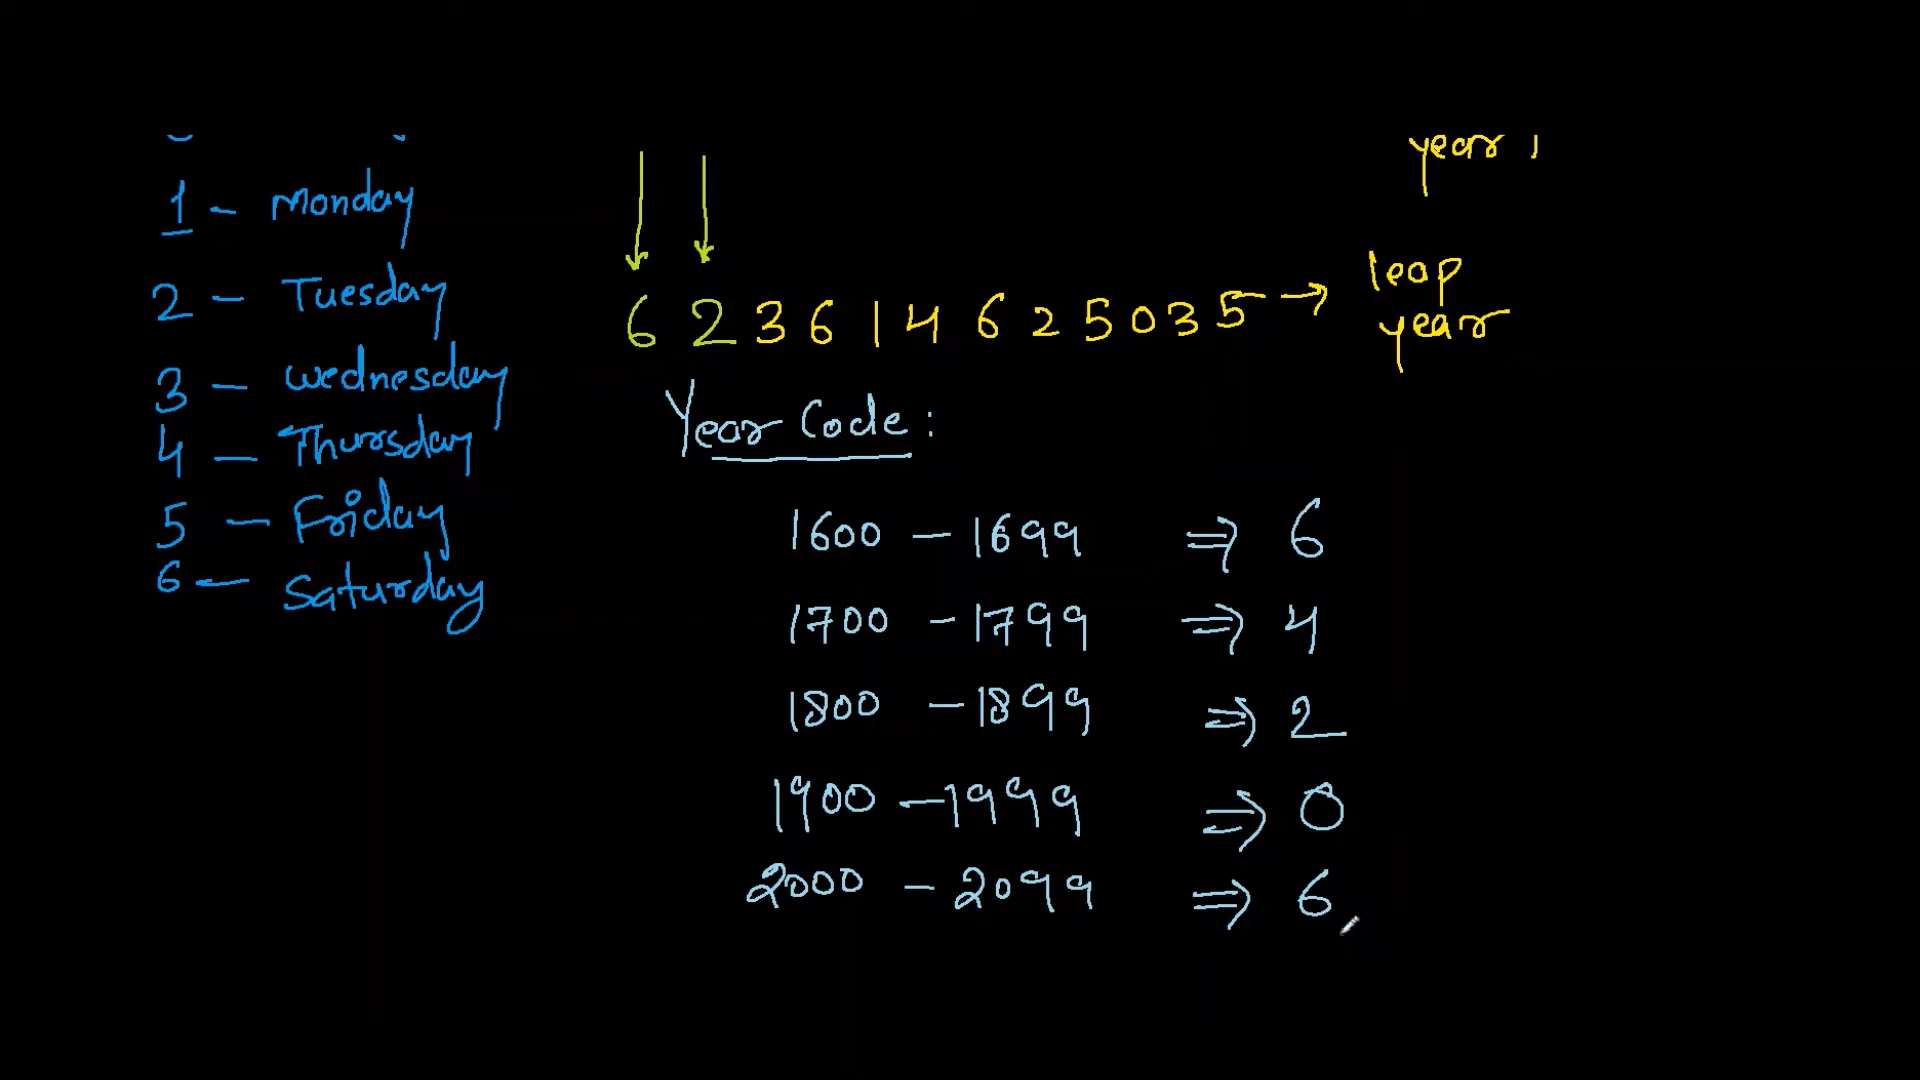 year
1 - Monday
2 - Tuesday
3 - Wednesday
4 - Thursday
5 - Friday
6 - Saturday
6 2 3 6 1 4 6 2 5 0 3 5 → leap year
Year Code:
1600 - 1699 ⇒ 6
1700 - 1799 ⇒ 4
1800 - 1899 ⇒ 2
1900 - 1999 ⇒ 0
2000 - 2099 ⇒ 6